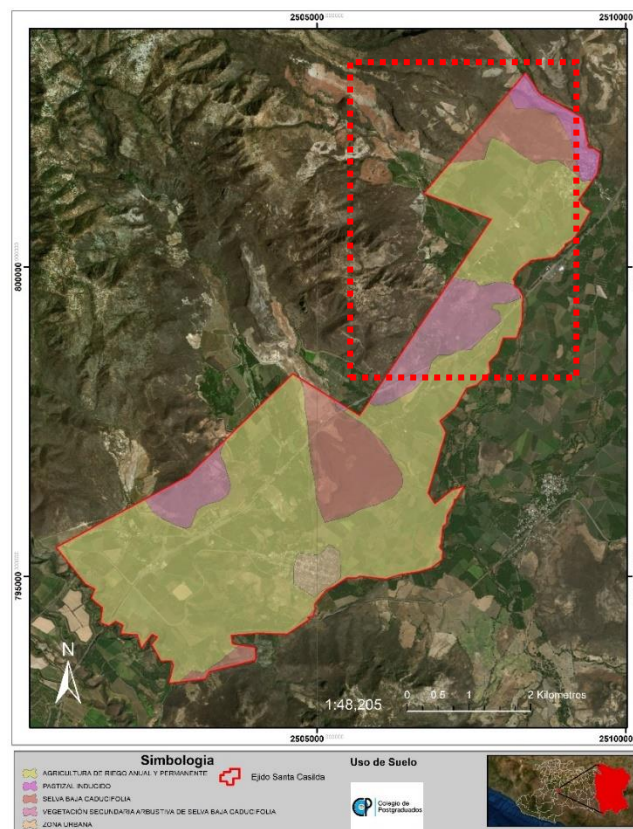 2505000
2510000
800000
795000
N
1:48,205
0 0.5 1 2 Kilometros
2505000
2510000
Simbologia
AGRICULTURA DE RIEGO ANUAL Y PERMANENTE
PASTIZAL INDUCIDO
SELVA BAJA CADUCIFOLIA
VEGETACIÓN SECUNDARIA ARBUSTIVA DE SELVA BAJA CADUCIFOLIA
ZONA URBANA
Ejido Santa Casilda
Uso de Suelo
Colegio de
Postgraduados